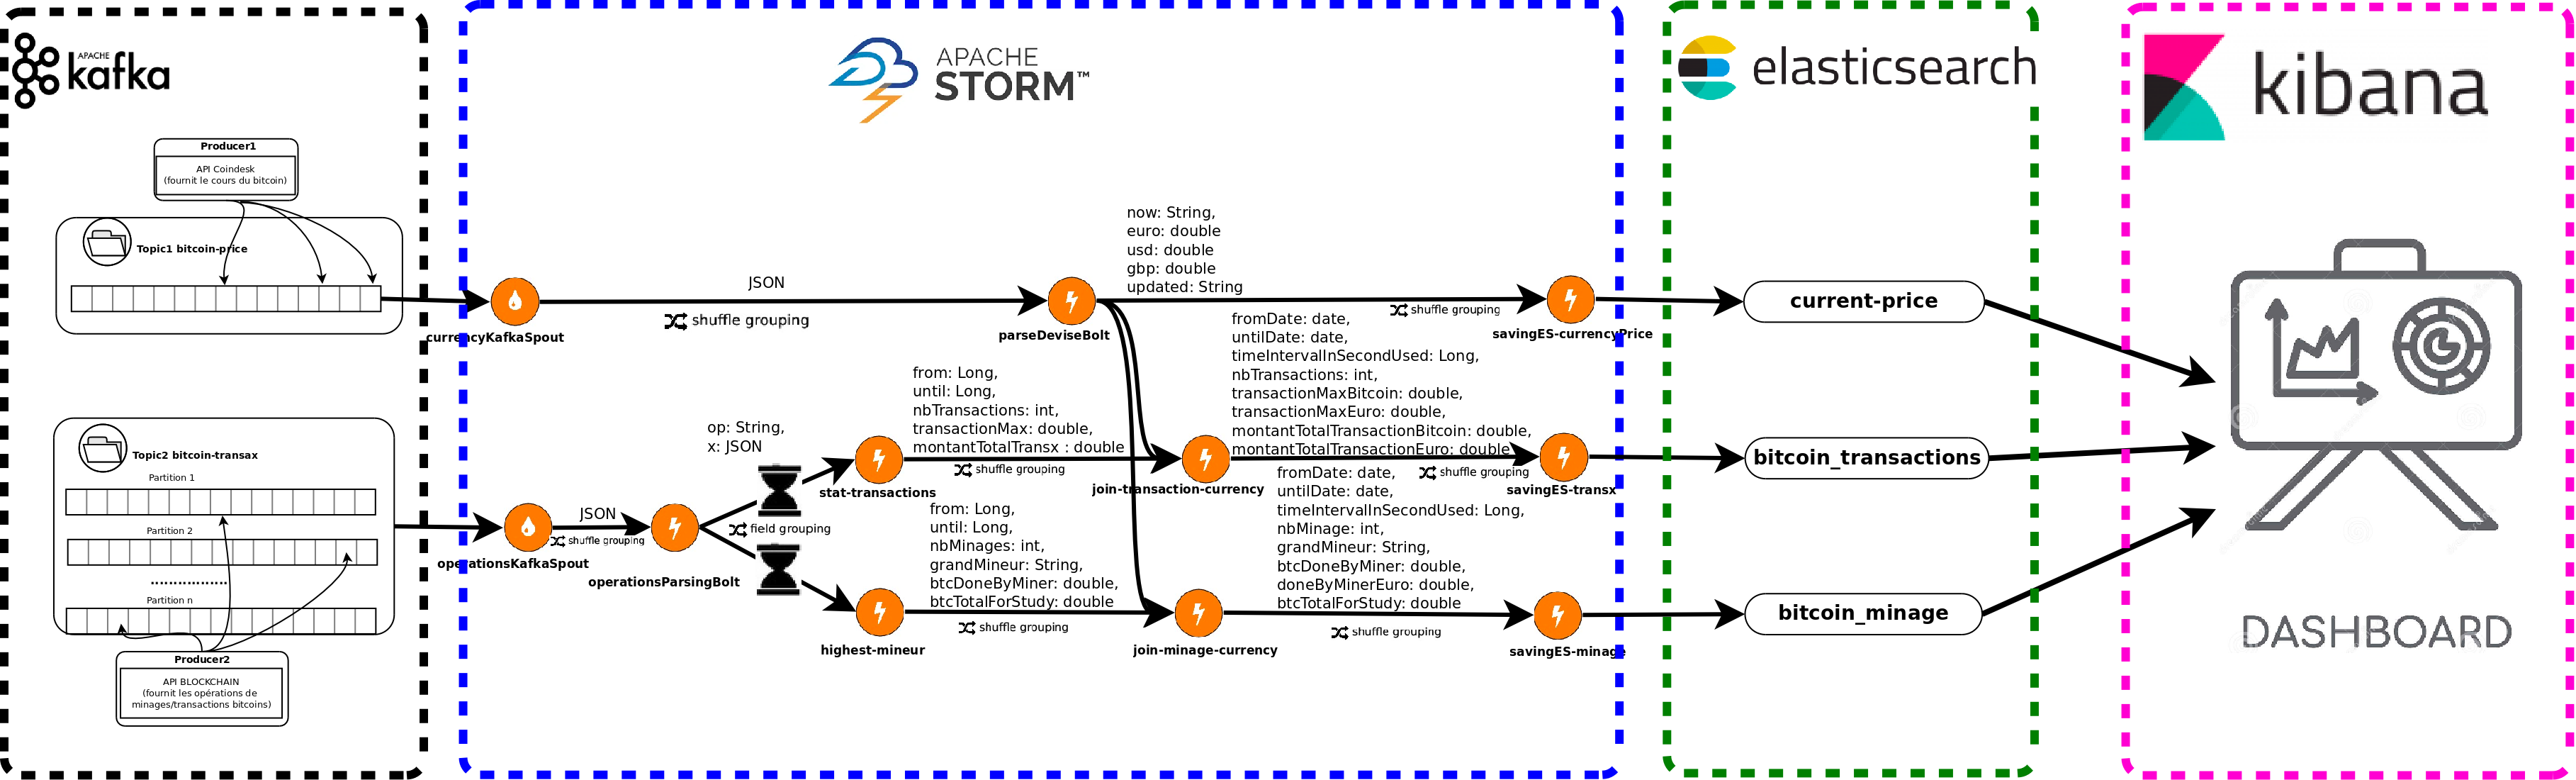 APACHE
kafka
Producer1
API Coindesk
(fournit le cours du bitcoin)
Topic1 bitcoin-price
Topic2 bitcoin-transax
Partition 1
Partition 2
Partition n
Producer2
API BLOCKCHAIN
(fournit les opérations de
minages/transactions bitcoins)
APACHE
STORM™
currencyKafkaSpout
JSON
shuffle grouping
parseDeviseBolt
now: String,
euro: double
usd: double
gbp: double
updated: String
shuffle grouping
savingES-currencyPrice
operationsKafkaSpout
JSON
shuffle grouping
operationsParsingBolt
op: String,
x: JSON
field grouping
stat-transactions
from: Long,
until: Long,
nbTransactions: int,
transactionMax: double,
montantTotalTransx : double
shuffle grouping
join-transaction-currency
fromDate: date,
untilDate: date,
timeIntervalInSecondUsed: Long,
nbTransactions: int,
transactionMaxBitcoin: double,
transactionMaxEuro: double,
montantTotalTransactionBitcoin: double,
montantTotalTransactionEuro: double
shuffle grouping
savingES-transx
highest-mineur
from: Long,
until: Long,
nbMinages: int,
grandMineur: String,
btcDoneByMiner: double,
btcTotalForStudy: double
shuffle grouping
join-minage-currency
fromDate: date,
untilDate: date,
timeIntervalInSecondUsed: Long,
nbMinage: int,
grandMineur: String,
btcDoneByMiner: double,
doneByMinerEuro: double,
btcTotalForStudy: double
shuffle grouping
savingES-minage
elasticsearch
current-price
bitcoin_transactions
bitcoin_minage
kibana
DASHBOARD